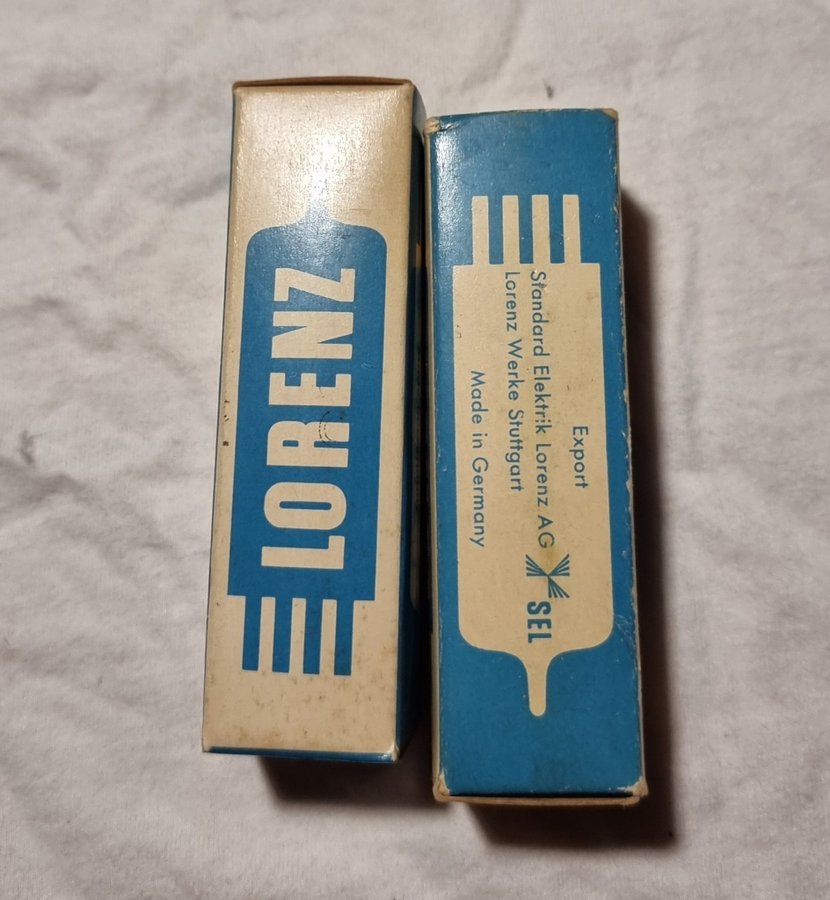 LORENZ
Export
Standard Elektrik Lorenz AG
Lorenz Werke Stuttgart
Made in Germany
SEL